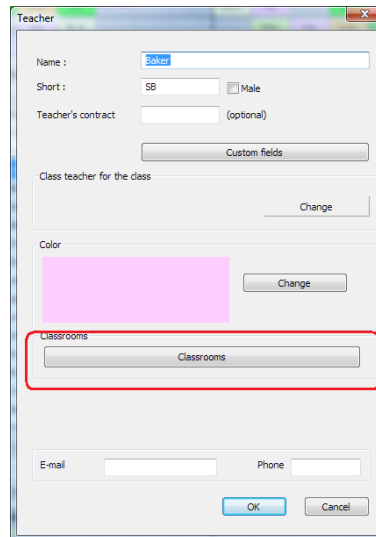 Teacher
Name :
Baker
Short :
SB
Male
Teacher's contract
(optional)
Custom fields
Class teacher for the class
Change
Color
Change
Classrooms
Classrooms
E-mail
Phone
OK
Cancel